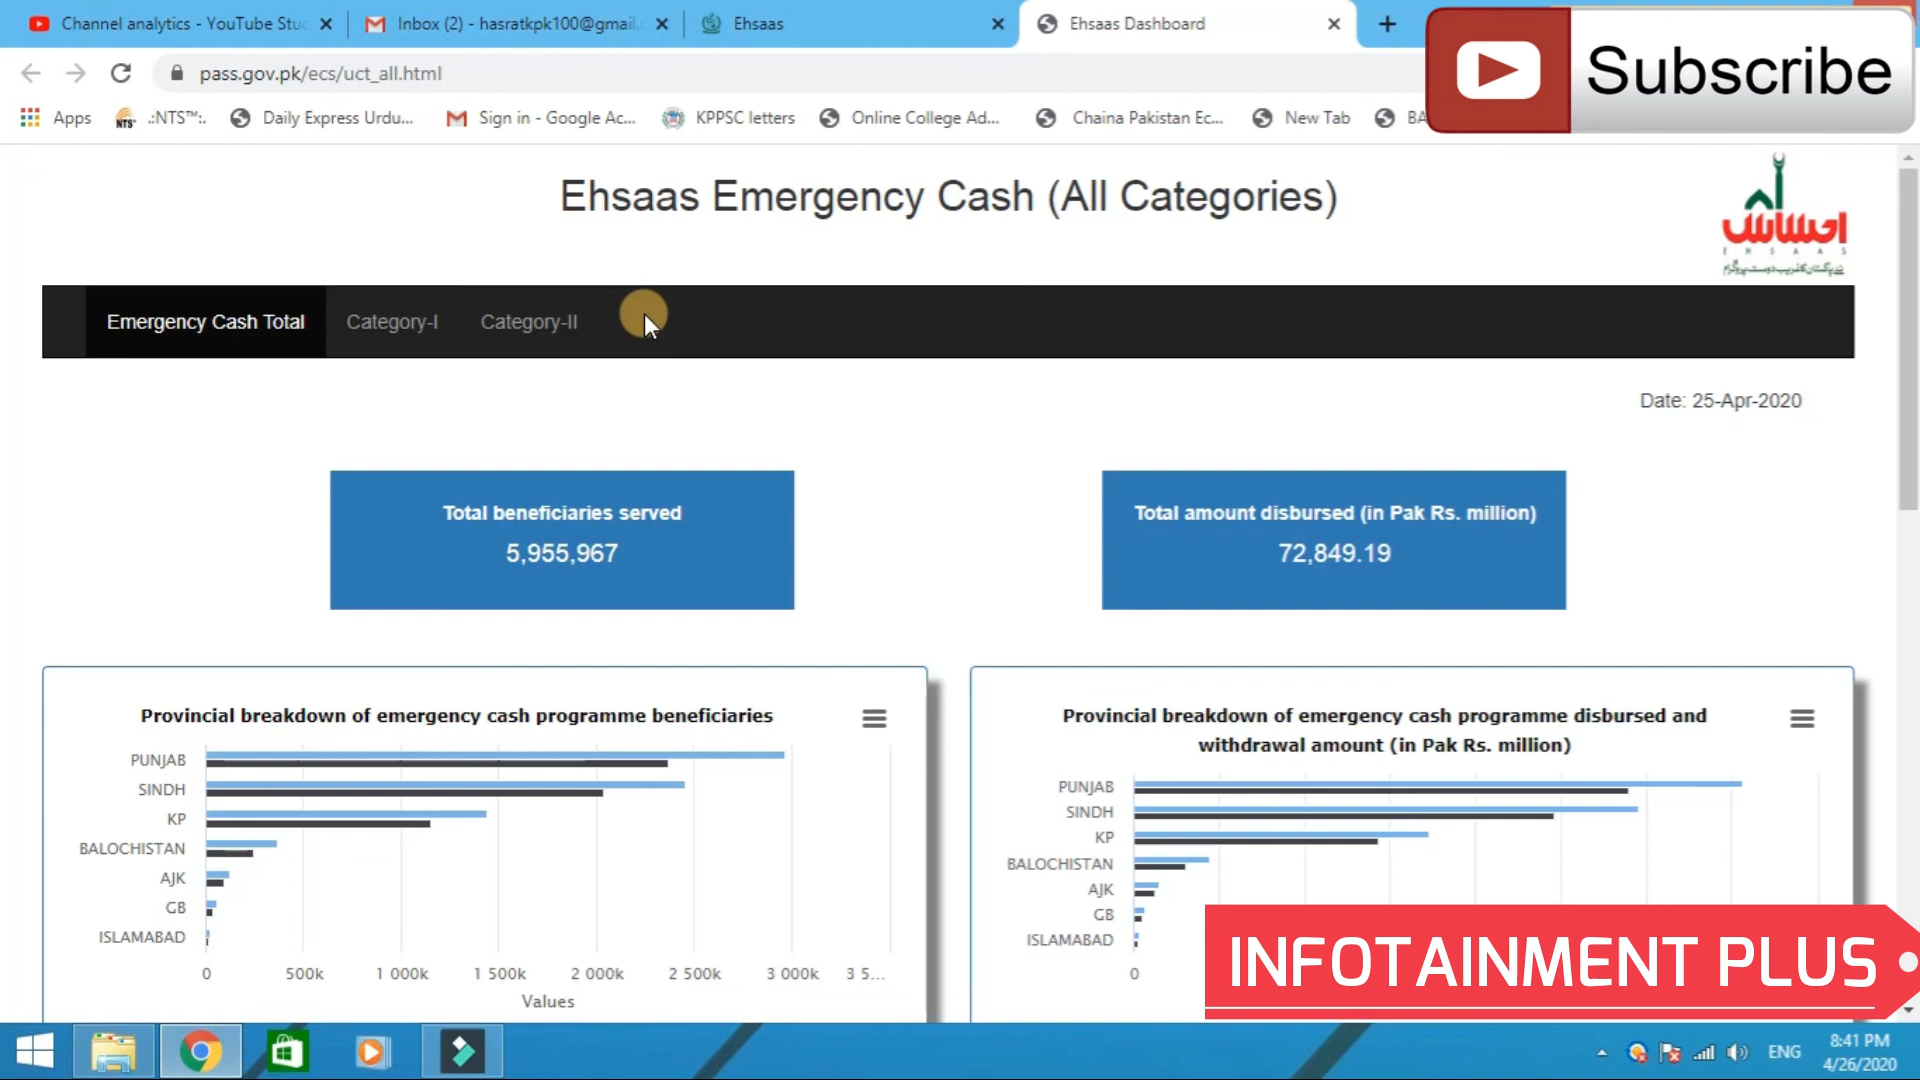 Channel analytics - YouTube Stud
Inbox (2) - hasratkpk100@gmail.
Ehsaas
Ehsaas Dashboard
Subscribe
pass.gov.pk/ecs/uct_all.html
Apps
NTS
.:NTS™:.
Daily Express Urdu...
Sign in - Google Ac...
KPPSC letters
Online College Ad...
Chaina Pakistan Ec...
New Tab
BA
Ehsaas Emergency Cash (All Categories)
احساس
EHSAAS
Emergency Cash Total
Category-I
Category-II
Date: 25-Apr-2020
Total beneficiaries served
5,955,967
Total amount disbursed (in Pak Rs. million)
72,849.19
Provincial breakdown of emergency cash programme beneficiaries
PUNJAB
SINDH
KP
BALOCHISTAN
AJK
GB
ISLAMABAD
0 500k 1 000k 1 500k 2 000k 2 500k 3 000k 3 5...
Values
Provincial breakdown of emergency cash programme disbursed and
withdrawal amount (in Pak Rs. million)
PUNJAB
SINDH
KP
BALOCHISTAN
AJK
GB
ISLAMABAD
0
INFOTAINMENT PLUS
ENG
8:41 PM
4/26/2020